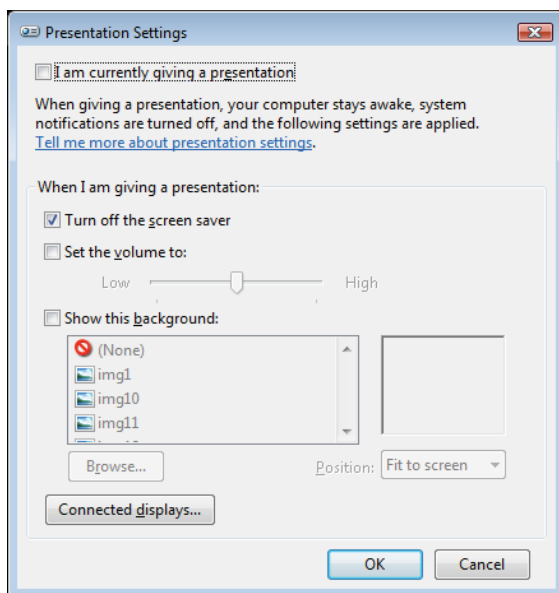 Presentation Settings
I am currently giving a presentation
When giving a presentation, your computer stays awake, system
notifications are turned off, and the following settings are applied.
Tell me more about presentation settings.
When I am giving a presentation:
Turn off the screen saver
Set the volume to:
Low High
Show this background:
(None)
img1
img10
img11
Browse... Position: Fit to screen
Connected displays...
OK Cancel